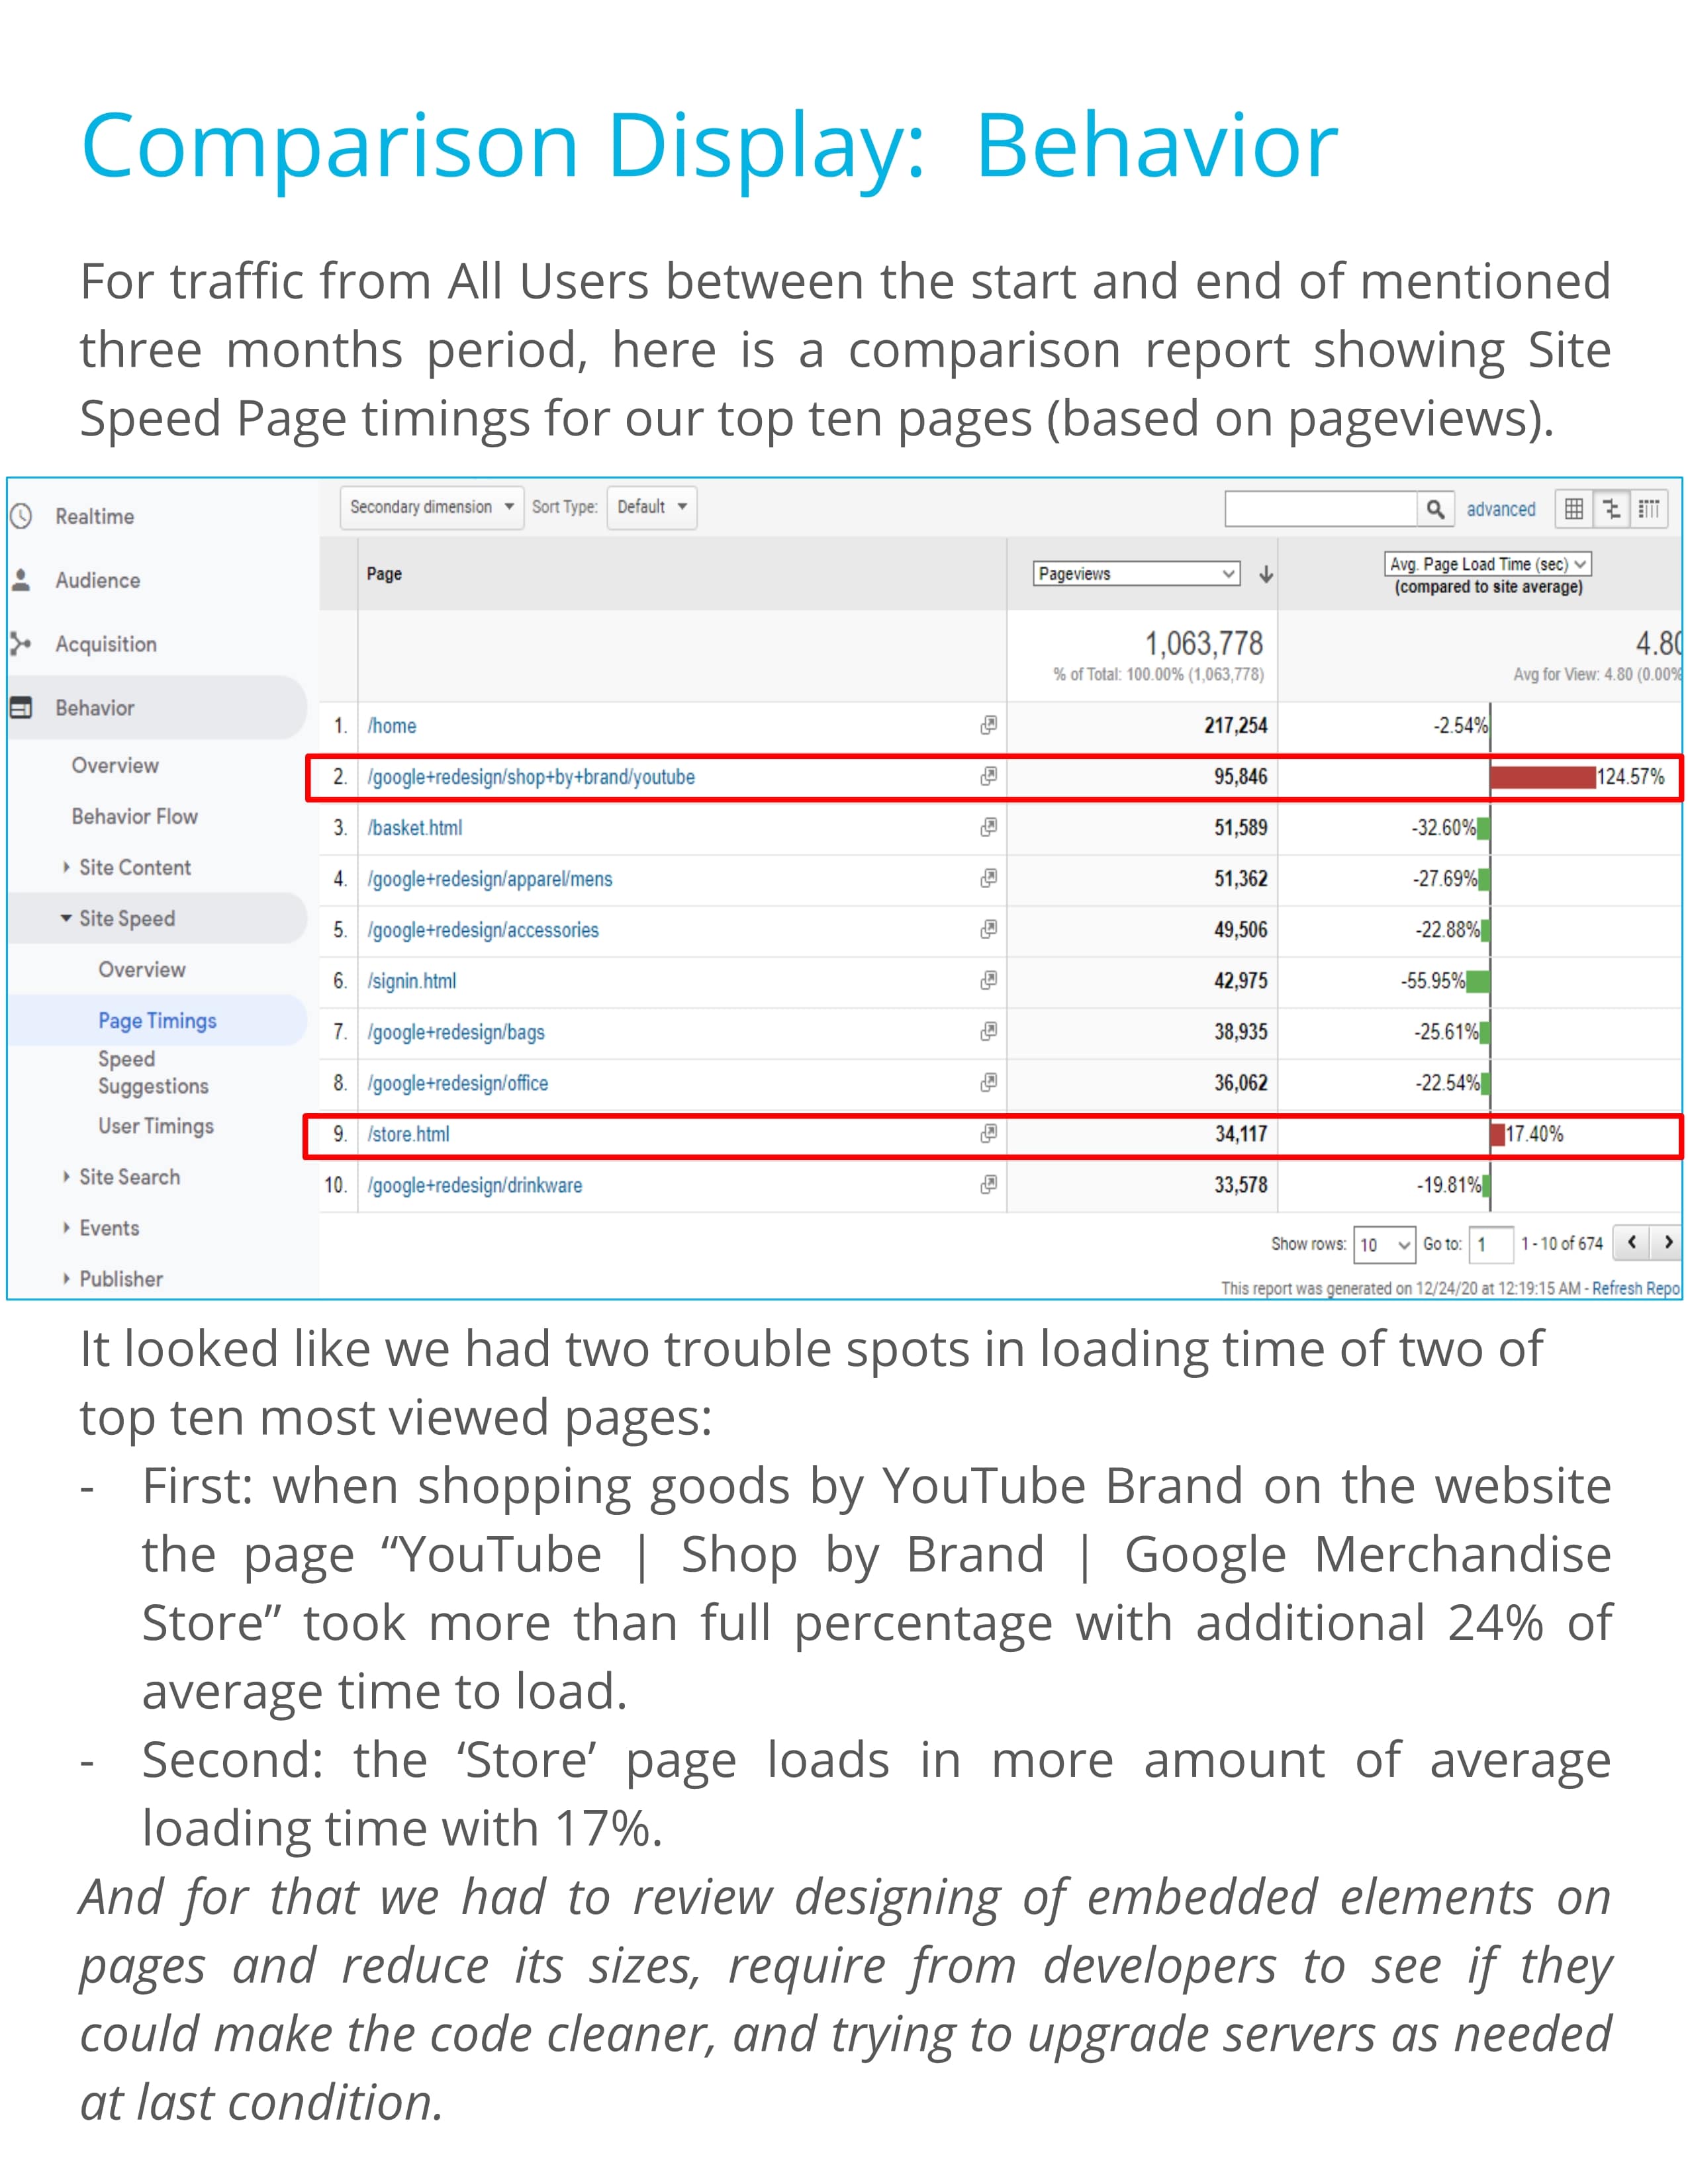 Comparison Display:  Behavior
For traffic from All Users between the start and end of mentioned
three months period, here is a comparison report showing Site
Speed Page timings for our top ten pages (based on pageviews).
Realtime
Audience
Acquisition
Behavior
Overview
Behavior Flow
Site Content
Site Speed
Overview
Page Timings
Speed
Suggestions
User Timings
Site Search
Events
Publisher
Secondary dimension Sort Type: Default advanced
Page Pageviews Avg. Page Load Time (sec)
(compared to site average)
1,063,778 4.80
% of Total: 100.00% (1,063,778) Avg for View: 4.80 (0.00%
1. /home 217,254 -2.54%
2. /google+redesign/shop+by+brand/youtube 95,846 124.57%
3. /basket.html 51,589 -32.60%
4. /google+redesign/apparel/mens 51,362 -27.69%
5. /google+redesign/accessories 49,506 -22.88%
6. /signin.html 42,975 -55.95%
7. /google+redesign/bags 38,935 -25.61%
8. /google+redesign/office 36,062 -22.54%
9. /store.html 34,117 17.40%
10. /google+redesign/drinkware 33,578 -19.81%
Show rows: 10 Go to: 1 1 - 10 of 674
This report was generated on 12/24/20 at 12:19:15 AM - Refresh Repo
It looked like we had two trouble spots in loading time of two of
top ten most viewed pages:
- First: when shopping goods by YouTube Brand on the website
the page “YouTube | Shop by Brand | Google Merchandise
Store” took more than full percentage with additional 24% of
average time to load.
- Second: the ‘Store’ page loads in more amount of average
loading time with 17%.
And for that we had to review designing of embedded elements on
pages and reduce its sizes, require from developers to see if they
could make the code cleaner, and trying to upgrade servers as needed
at last condition.